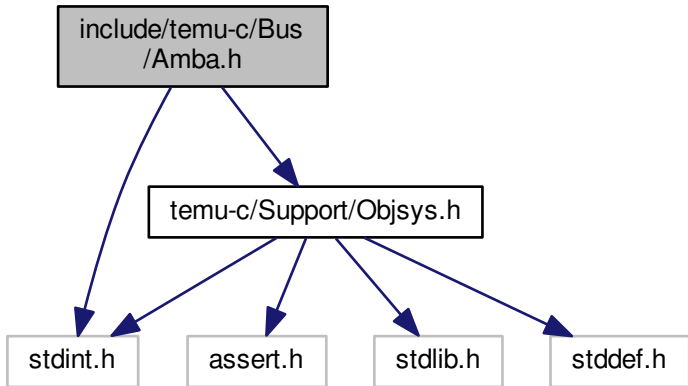 include/temu-c/Bus
/Amba.h
temu-c/Support/Objsys.h
stdint.h
assert.h
stdlib.h
stddef.h